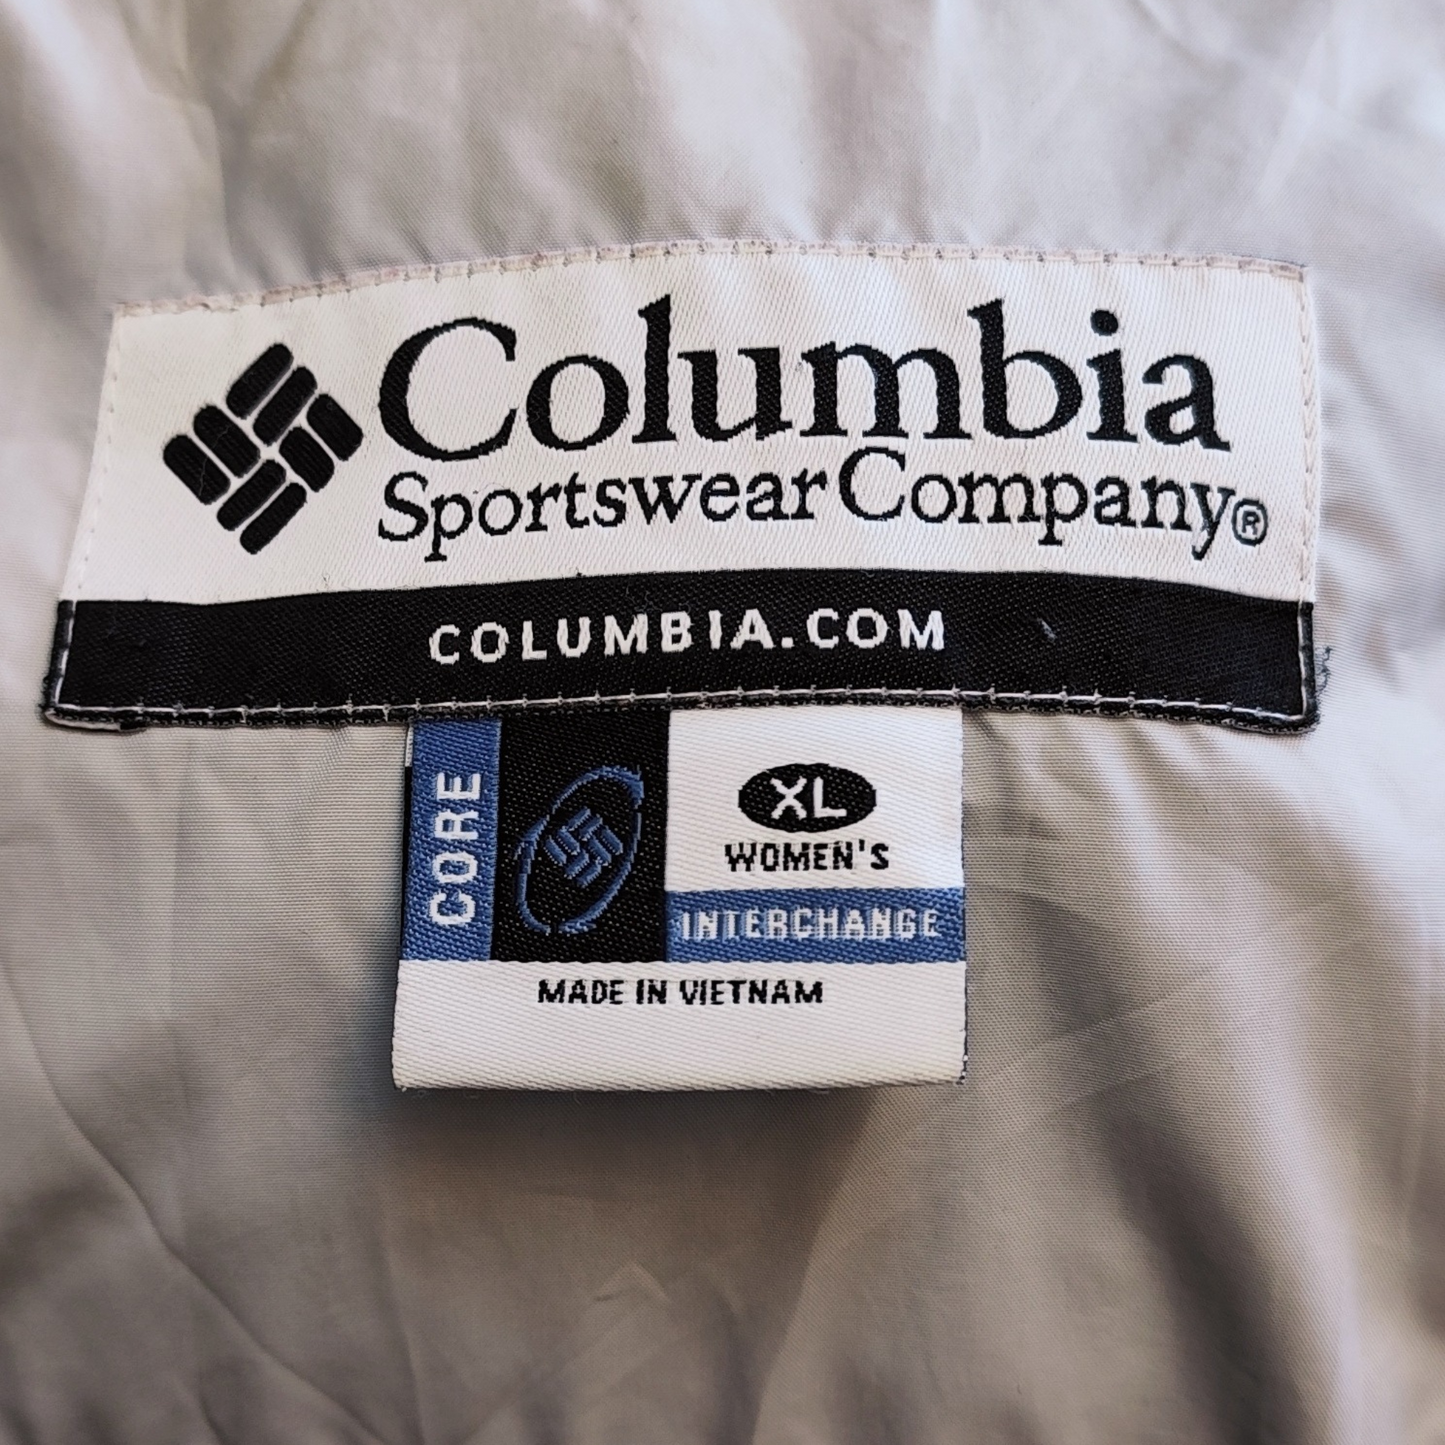 Columbia
Sportswear Company®
COLUMBIA.COM
CORE
XL
WOMEN'S
INTERCHANGE
MADE IN VIETNAM